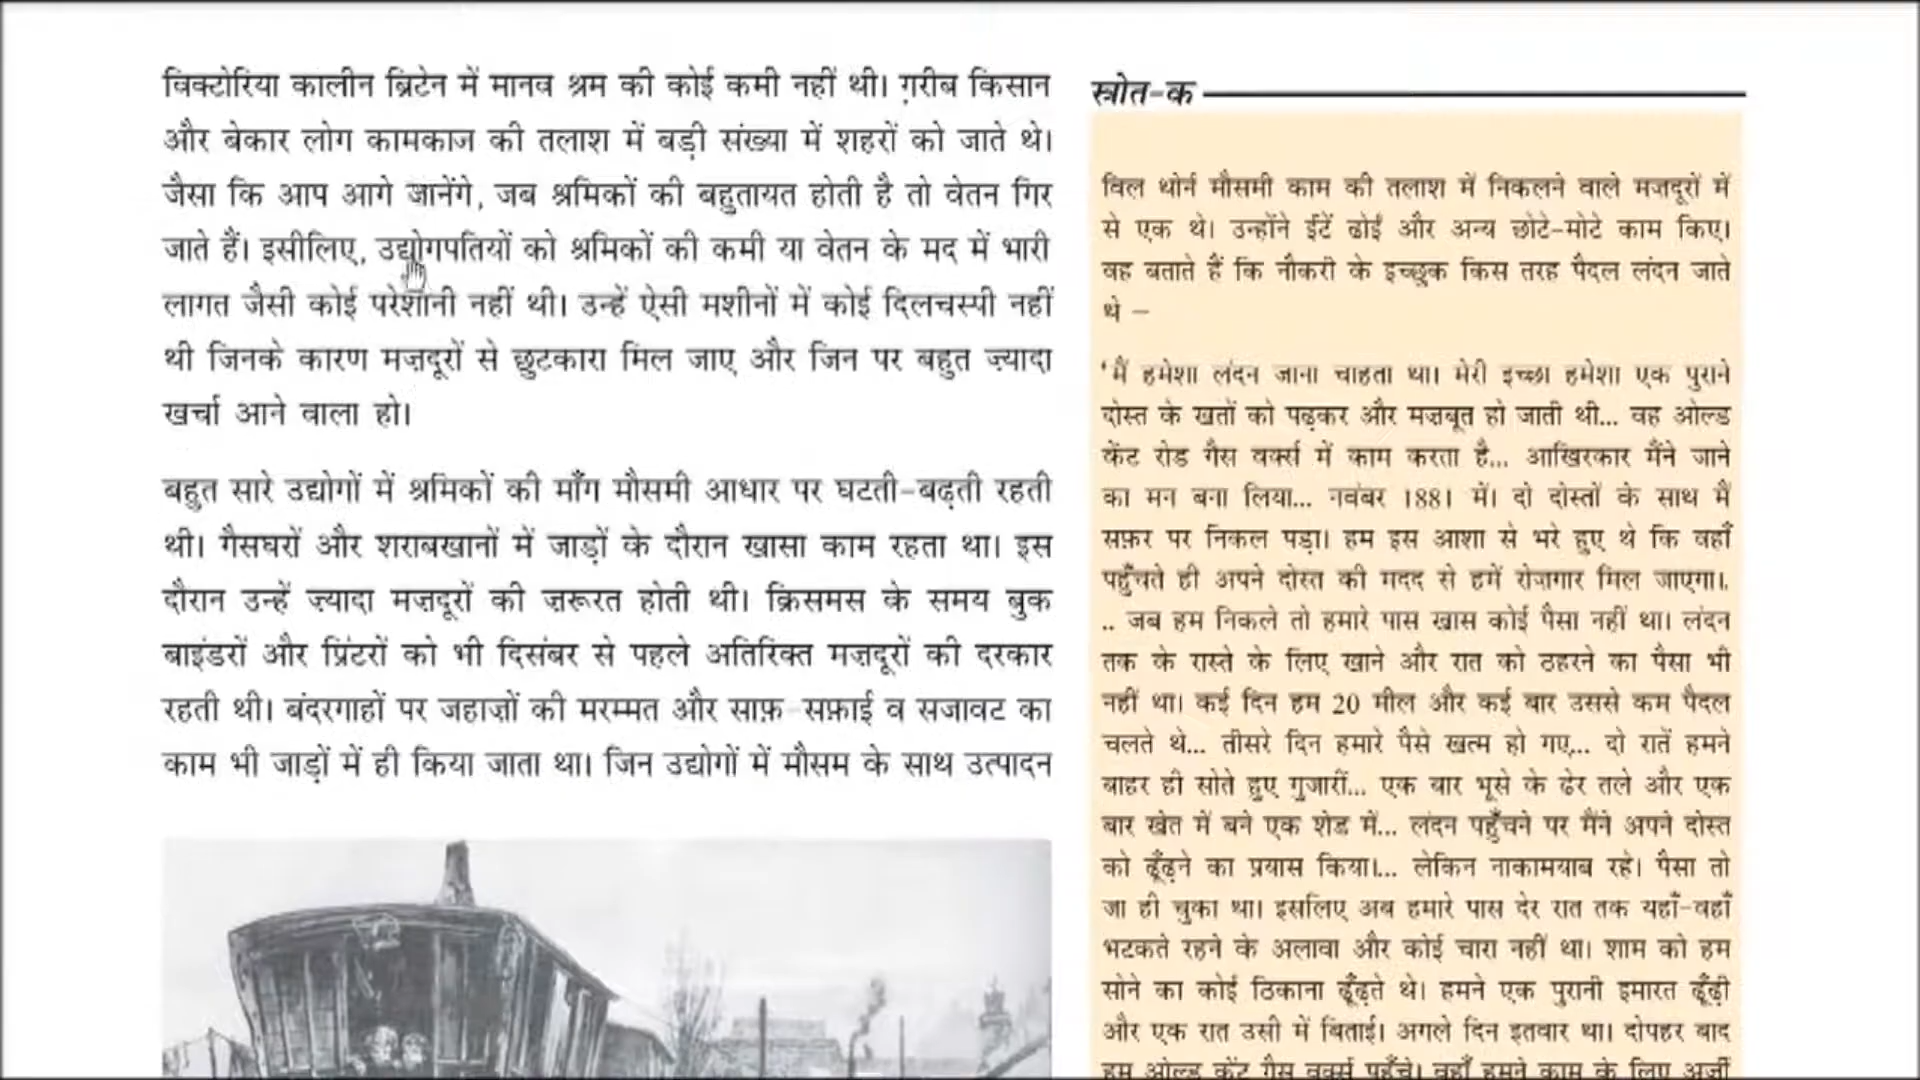 विक्टोरिया कालीन ब्रिटेन में मानव श्रम की कोई कमी नहीं थी। ग़रीब किसान
और बेकार लोग कामकाज की तलाश में बड़ी संख्या में शहरों को जाते थे।
जैसा कि आप आगे जानेंगे, जब श्रमिकों की बहुतायत होती है तो वेतन गिर
जाते हैं। इसीलिए, उद्योगपतियों को श्रमिकों की कमी या वेतन के मद में भारी
लागत जैसी कोई परेशानी नहीं थी। उन्हें ऐसी मशीनों में कोई दिलचस्पी नहीं
थी जिनके कारण मज़दूरों से छुटकारा मिल जाए और जिन पर बहुत ज़्यादा
ख़र्चा आने वाला हो।
बहुत सारे उद्योगों में श्रमिकों की माँग मौसमी आधार पर घटती-बढ़ती रहती
थी। गैसघरों और शराबखानों में जाड़ों के दौरान खासा काम रहता था। इस
दौरान उन्हें ज़्यादा मज़दूरों की ज़रूरत होती थी। क्रिसमस के समय बुक
बाइंडरों और प्रिंटरों को भी दिसंबर से पहले अतिरिक्त मज़दूरों की दरकार
रहती थी। बंदरगाहों पर जहाज़ों की मरम्मत और साफ़-सफ़ाई व सजावट का
काम भी जाड़ों में ही किया जाता था। जिन उद्योगों में मौसम के साथ उत्पादन
स्त्रोत-क
विल थोर्न मौसमी काम की तलाश में निकलने वाले मज़दूरों में
से एक थे। उन्होंने ईंटें ढोईं और अन्य छोटे-मोटे काम किए।
वह बताते हैं कि नौकरी के इच्छुक किस तरह पैदल लंदन जाते
थे –
‘मैं हमेशा लंदन जाना चाहता था। मेरी इच्छा हमेशा एक पुराने
दोस्त के खतों को पढ़कर और मज़बूत हो जाती थी... वह ओल्ड
केंट रोड गैस वर्क्स में काम करता है... आखिरकार मैंने जाने
का मन बना लिया... नवंबर 1881 में। दो दोस्तों के साथ मैं
सफ़र पर निकल पड़ा। हम इस आशा से भरे हुए थे कि वहाँ
पहुँचते ही अपने दोस्त की मदद से हमें रोज़गार मिल जाएगा।.
.. जब हम निकले तो हमारे पास खास कोई पैसा नहीं था। लंदन
तक के रास्ते के लिए खाने और रात को ठहरने का पैसा भी
नहीं था। कई दिन हम 20 मील और कई बार उससे कम पैदल
चलते थे... तीसरे दिन हमारे पैसे खत्म हो गए... दो रातें हमने
बाहर ही सोते हुए गुजारीं... एक बार भूसे के ढेर तले और एक
बार खेत में बने एक शेड में... लंदन पहुँचने पर मैंने अपने दोस्त
को ढूँढ़ने का प्रयास किया।... लेकिन नाकामयाब रहे। पैसा तो
जा ही चुका था। इसलिए अब हमारे पास देर रात तक यहाँ-वहाँ
भटकते रहने के अलावा और कोई चारा नहीं था। शाम को हम
सोने का कोई ठिकाना ढूँढ़ते थे। हमने एक पुरानी इमारत ढूँढ़ी
और एक रात उसी में बिताई। अगले दिन इतवार था। दोपहर बाद
हम ओल्ड केंट गैस वर्क्स पहुँचे। वहाँ हमने काम के लिए अर्ज़ी